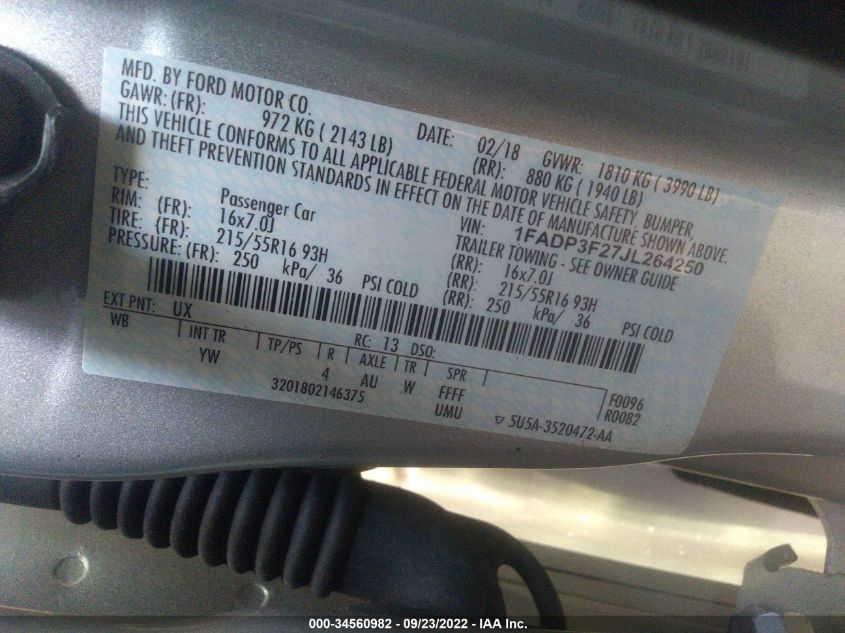 MFD. BY FORD MOTOR CO.
DATE: 02/18 GVWR: 1810 KG ( 3990 LB)
GAWR: (FR): 972 KG ( 2143 LB) (RR): 880 KG ( 1940 LB)
THIS VEHICLE CONFORMS TO ALL APPLICABLE FEDERAL MOTOR VEHICLE SAFETY, BUMPER
AND THEFT PREVENTION STANDARDS IN EFFECT ON THE DATE OF MANUFACTURE SHOWN ABOVE.
VIN: 1FADP3F27JL264250
TYPE: Passenger Car TRAILER TOWING - SEE OWNER GUIDE
RIM: (FR): 16x7.0J (RR): 16x7.0J
TIRE: (FR): 215/55R16 93H (RR): 215/55R16 93H
PRESSURE: (FR): 250 kPa/ 36 PSI COLD (RR): 250 kPa/ 36 PSI COLD
EXT PNT: UX RC: 13 DSO:
WB INT TR TP/PS R AXLE TR SPR F0096
YW 4 AU W FFFF R0082
UMU
3201802146375
▽ 5U5A-3520472-AA
000-34560982 - 09/23/2022 - IAA Inc.